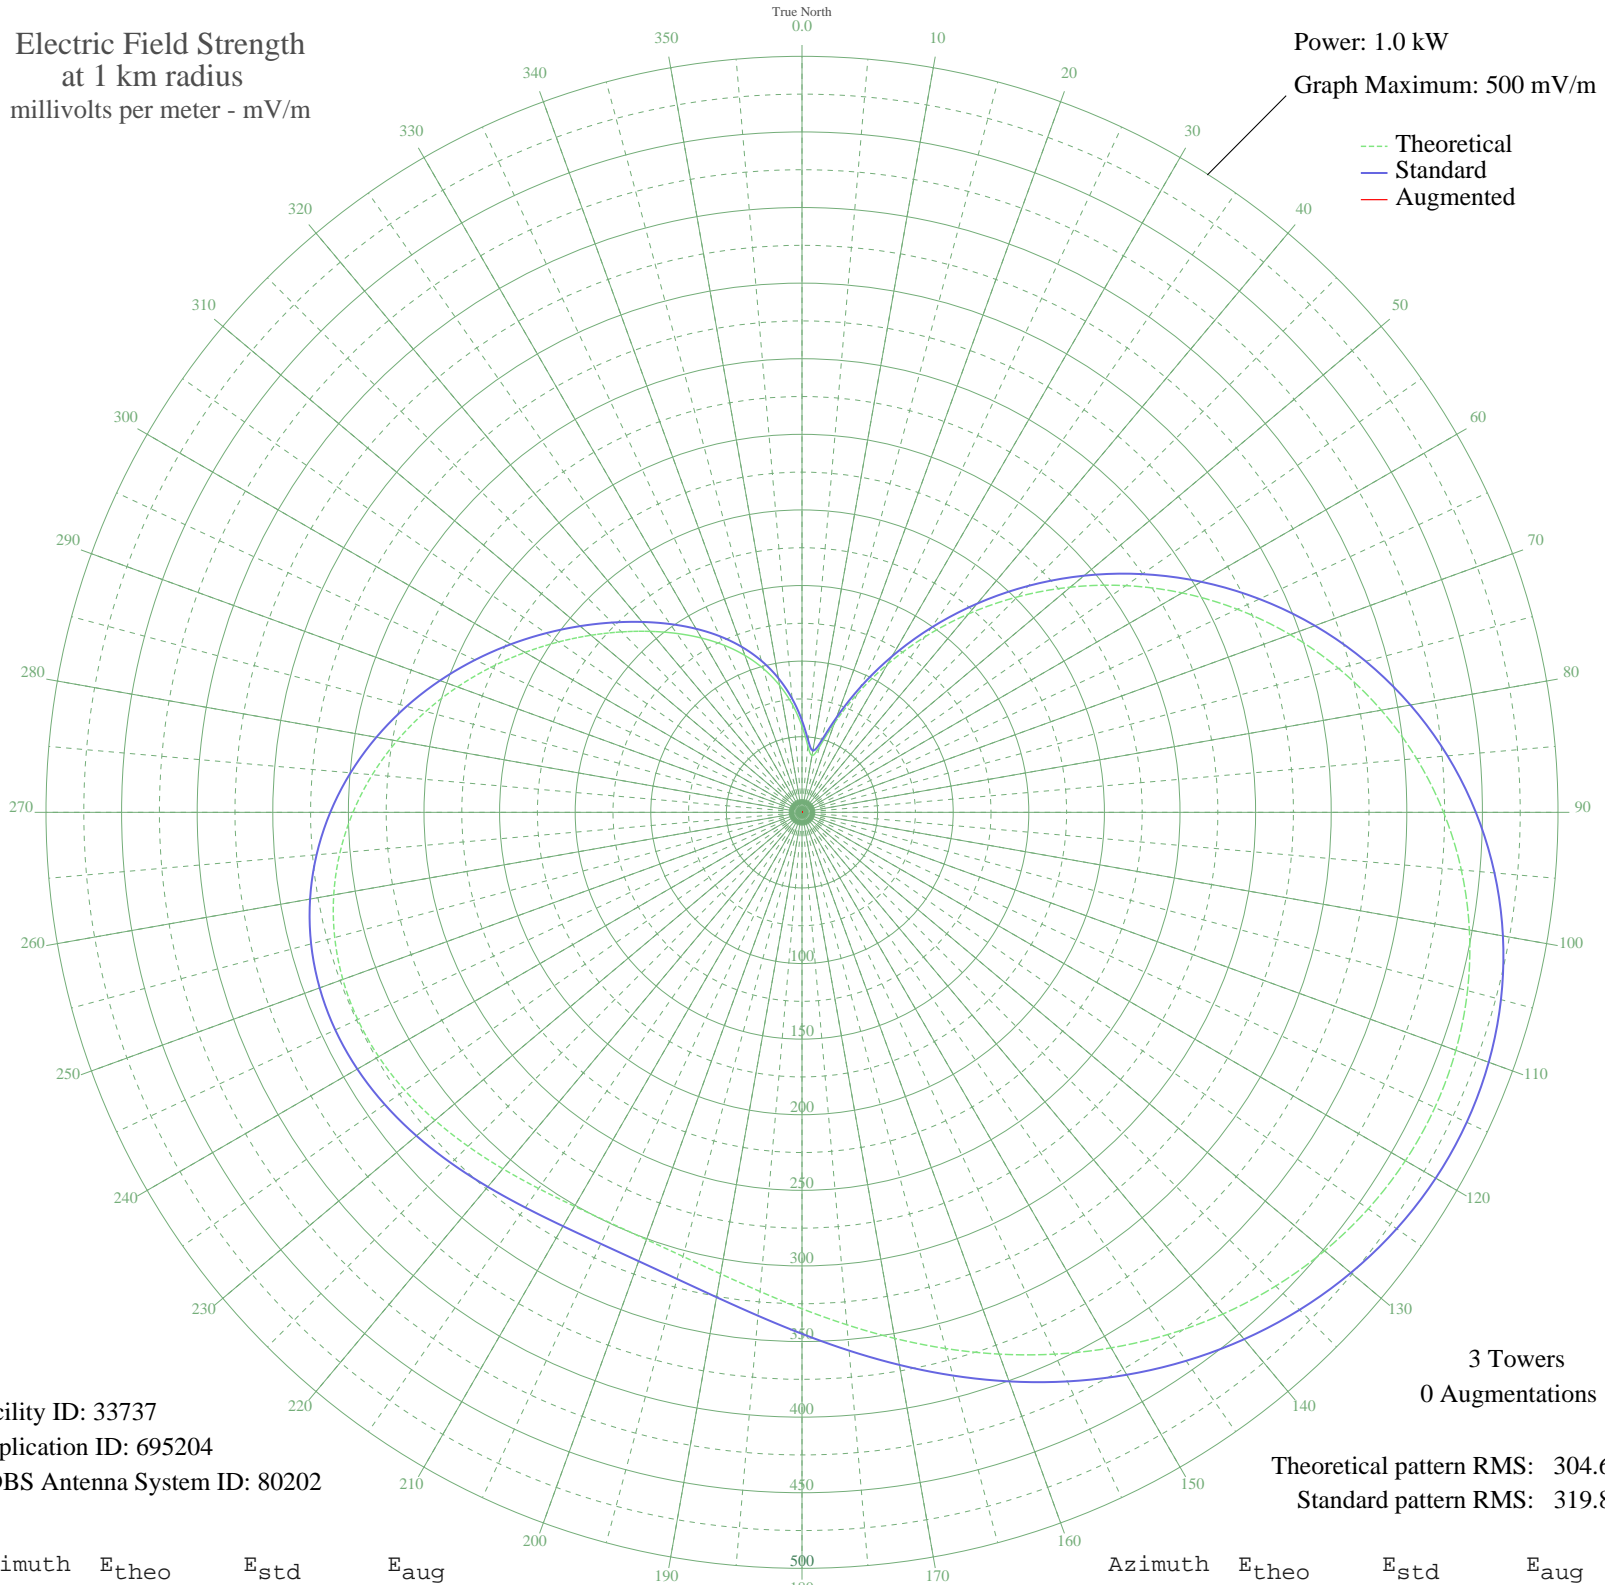 True North
0.0
Electric Field Strength
at 1 km radius
millivolts per meter - mV/m
Power: 1.0 kW
Graph Maximum: 500 mV/m
Theoretical
Standard
Augmented
10
20
30
40
50
60
70
80
90
100
110
120
130
140
150
160
170
190
200
210
220
230
240
250
260
270
280
290
300
310
320
330
340
350
100
150
200
250
300
350
400
450
500
3 Towers
0 Augmentations
cility ID: 33737
plication ID: 695204
DBS Antenna System ID: 80202
Theoretical pattern RMS: 304.6
Standard pattern RMS: 319.8
imuth Etheo Estd Eaug
Azimuth Etheo Estd Eaug